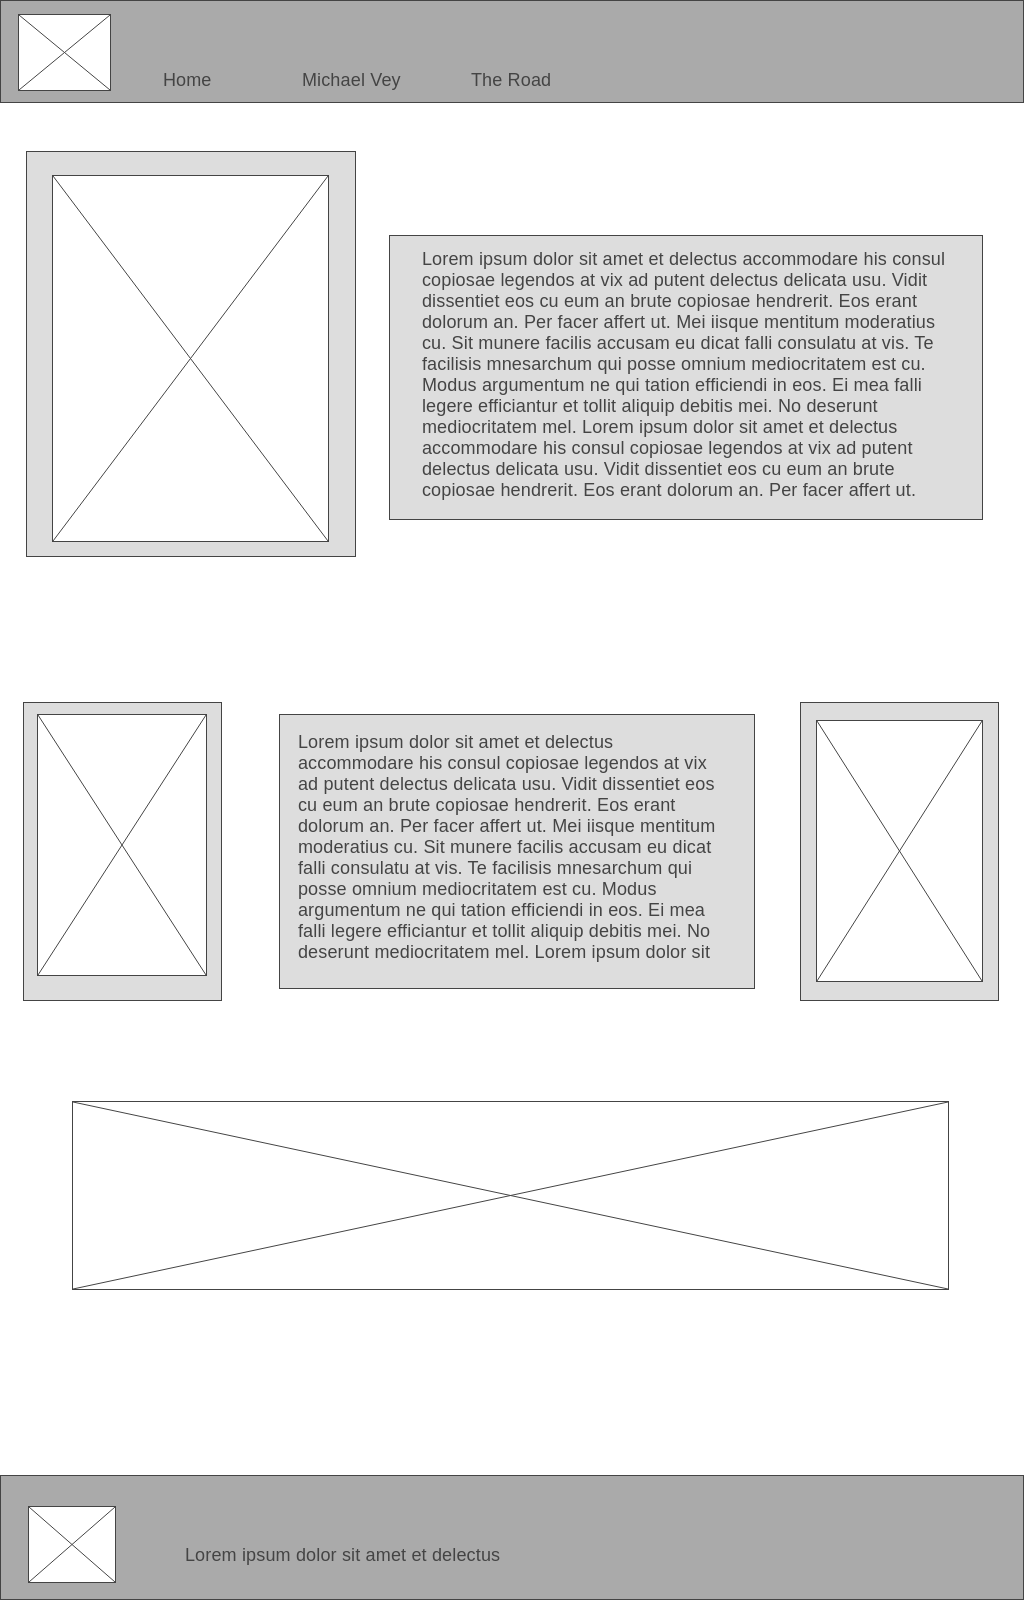 Home
Michael Vey
The Road
Lorem ipsum dolor sit amet et delectus accommodare his consul
copiosae legendos at vix ad putent delectus delicata usu. Vidit
dissentiet eos cu eum an brute copiosae hendrerit. Eos erant
dolorum an. Per facer affert ut. Mei iisque mentitum moderatius
cu. Sit munere facilis accusam eu dicat falli consulatu at vis. Te
facilisis mnesarchum qui posse omnium mediocritatem est cu.
Modus argumentum ne qui tation efficiendi in eos. Ei mea falli
legere efficiantur et tollit aliquip debitis mei. No deserunt
mediocritatem mel. Lorem ipsum dolor sit amet et delectus
accommodare his consul copiosae legendos at vix ad putent
delectus delicata usu. Vidit dissentiet eos cu eum an brute
copiosae hendrerit. Eos erant dolorum an. Per facer affert ut.
Lorem ipsum dolor sit amet et delectus
accommodare his consul copiosae legendos at vix
ad putent delectus delicata usu. Vidit dissentiet eos
cu eum an brute copiosae hendrerit. Eos erant
dolorum an. Per facer affert ut. Mei iisque mentitum
moderatius cu. Sit munere facilis accusam eu dicat
falli consulatu at vis. Te facilisis mnesarchum qui
posse omnium mediocritatem est cu. Modus
argumentum ne qui tation efficiendi in eos. Ei mea
falli legere efficiantur et tollit aliquip debitis mei. No
deserunt mediocritatem mel. Lorem ipsum dolor sit
Lorem ipsum dolor sit amet et delectus